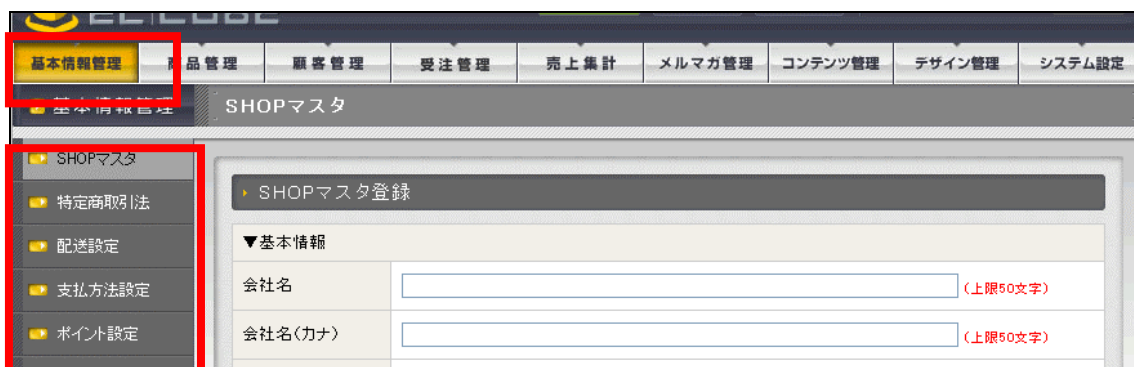 基本情報管理 商品管理 顧客管理 受注管理 売上集計 メルマガ管理 コンテンツ管理 デザイン管理 システム設定
基本情報管理 SHOPマスタ
SHOPマスタ
特定商取引法
配送設定
支払方法設定
ポイント設定
SHOPマスタ登録
▼基本情報
会社名 (上限50文字)
会社名(カナ) (上限50文字)